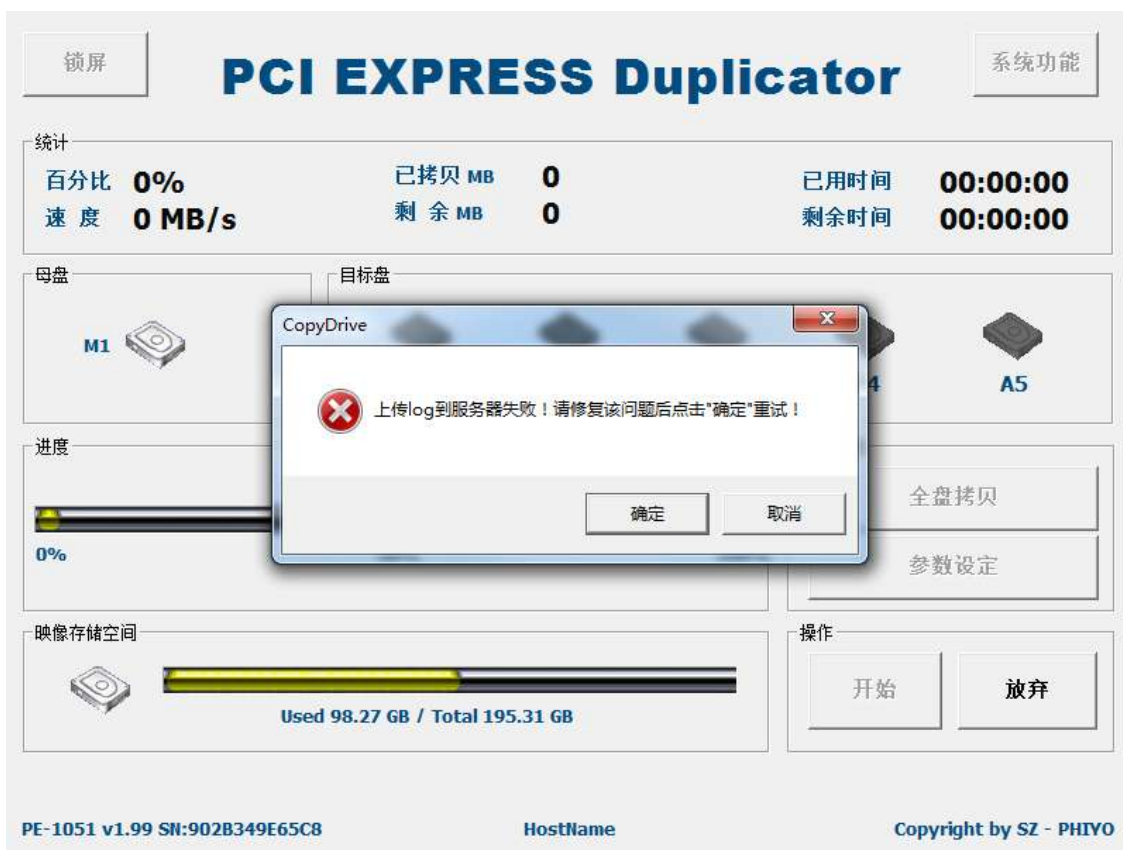 锁屏
PCI EXPRESS Duplicator
系统功能
统计
百分比 0%
已拷贝 MB 0
已用时间 00:00:00
速 度 0 MB/s
剩 余 MB 0
剩余时间 00:00:00
母盘
目标盘
M1
4
A5
CopyDrive
上传log到服务器失败！请修复该问题后点击"确定"重试！
确定
取消
进度
0%
全盘拷贝
参数设定
映像存储空间
Used 98.27 GB / Total 195.31 GB
操作
开始
放弃
PE-1051 v1.99 SN:902B349E65C8
HostName
Copyright by SZ - PHIYO